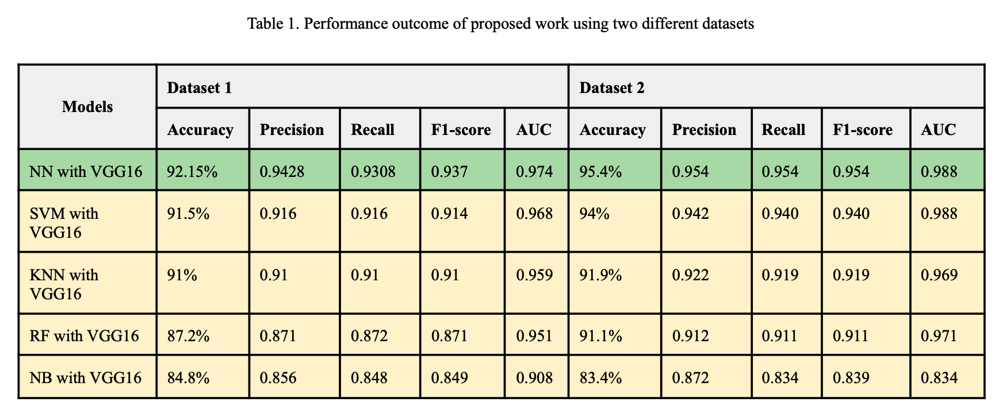 Table 1. Performance outcome of proposed work using two different datasets
Models Dataset 1 Dataset 2
Accuracy Precision Recall F1-score AUC Accuracy Precision Recall F1-score AUC
NN with VGG16 92.15% 0.9428 0.9308 0.937 0.974 95.4% 0.954 0.954 0.954 0.988
SVM with 91.5% 0.916 0.916 0.914 0.968 94% 0.942 0.940 0.940 0.988
VGG16
KNN with 91% 0.91 0.91 0.91 0.959 91.9% 0.922 0.919 0.919 0.969
VGG16
RF with VGG16 87.2% 0.871 0.872 0.871 0.951 91.1% 0.912 0.911 0.911 0.971
NB with VGG16 84.8% 0.856 0.848 0.849 0.908 83.4% 0.872 0.834 0.839 0.834